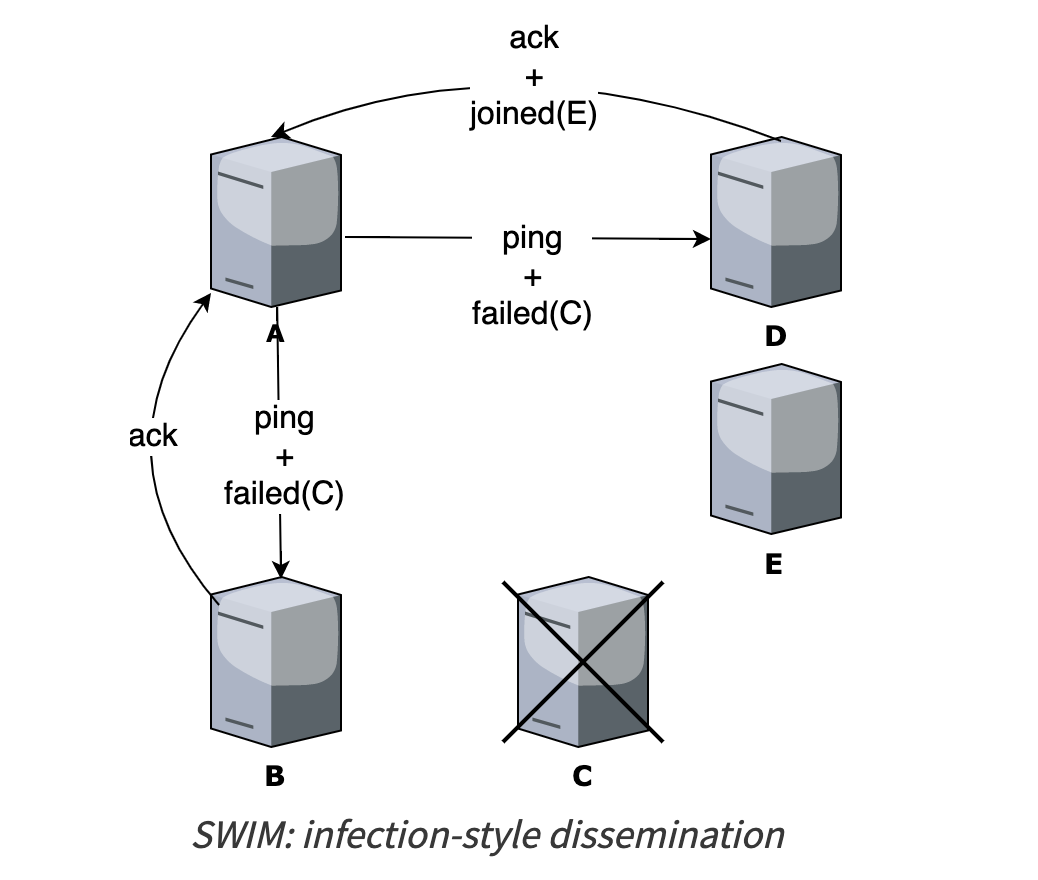 ack
+
joined(E)
ping
+
failed(C)
A
D
ack
ping
+
failed(C)
E
B
C
SWIM: infection-style dissemination